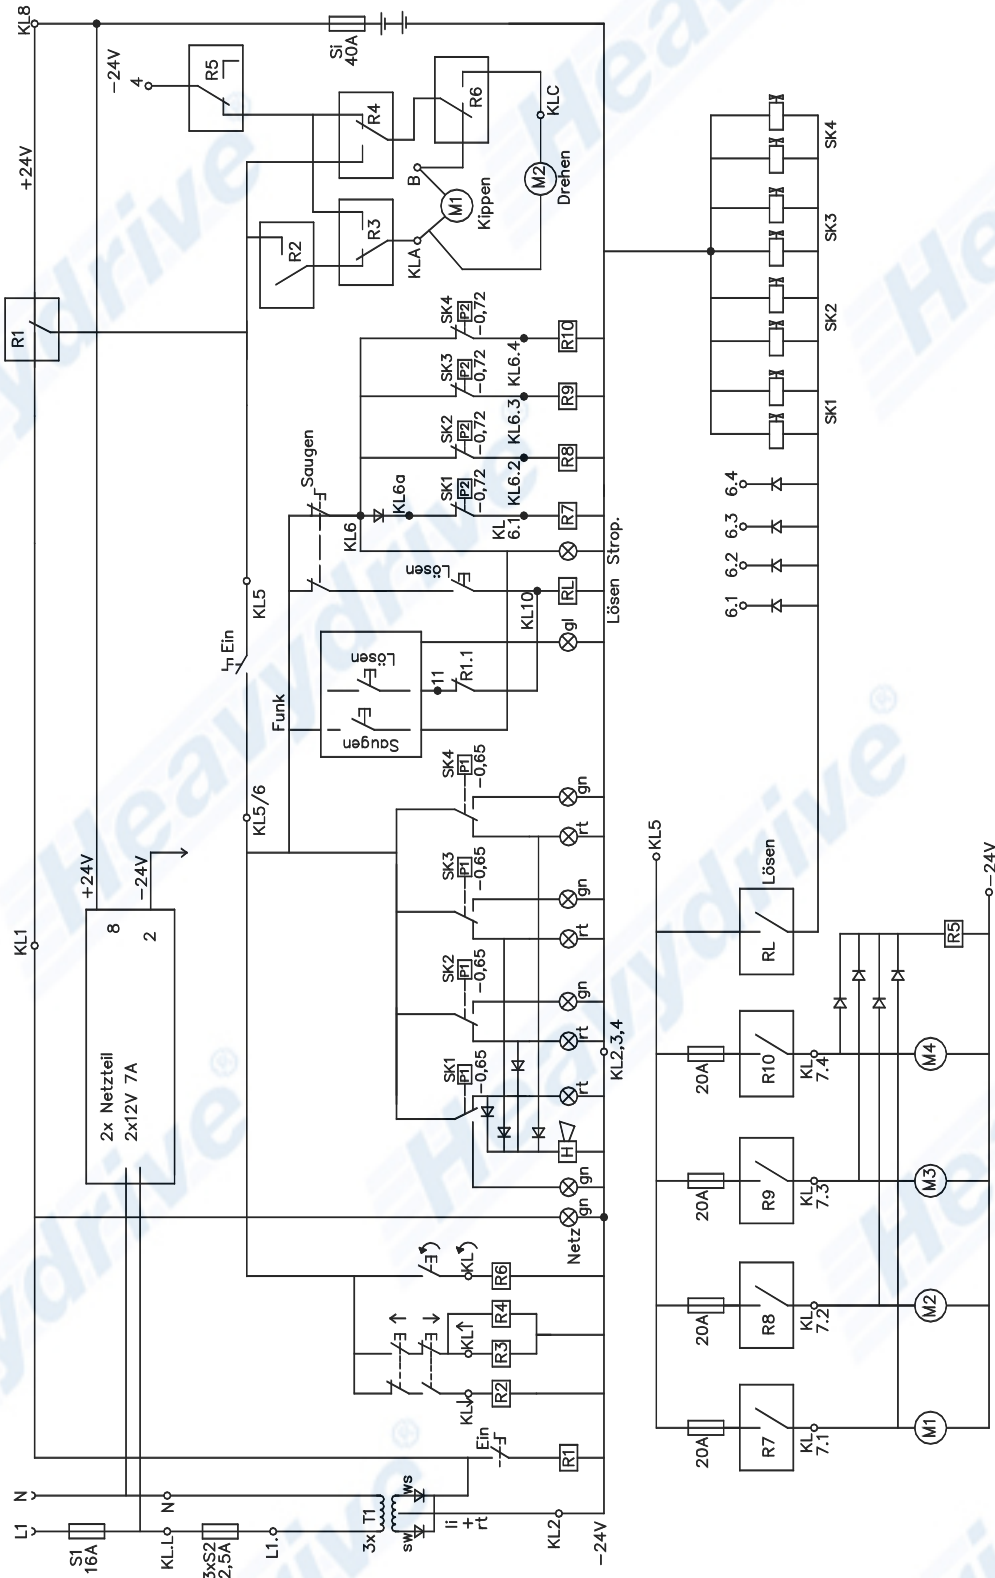 KL8
+24V
-24V
4
R5
Si
40A
R1
R2
R3
R4
R6
KLA
B
M1
Kippen
KLC
M2
Drehen
SK4
P2
-0,72
KL6.4
R10
SK3
P2
-0,72
KL6.3
R9
SK2
P2
-0,72
KL6.2
R8
SK1
P2
-0,72
KL
6.1
R7
Saugen
KL6
KL6a
Lösen
KL10
RL
Lösen Strop.
KL5
Ein
KL5/6
Funk
Lösen
Saugen
11
R1.1
gl
SK4
SK3
SK2
SK1
6.4
6.3
6.2
6.1
KL1
+24V
-24V
8
2
2x Netzteil
2x12V 7A
SK4
P1
-0,65
gn
rt
SK3
P1
-0,65
gn
rt
SK2
P1
-0,65
gn
rt
SK1
P1
-0,65
rt
H
gn
gn
Netz
KL2,3,4
KL
R6
R4
KL
R3
KL
R2
Ein
R1
N
L1
S1
16A
N
KL.L
3xS2
2,5A
L1.
3x T1
ws
sw
li
+
rt
KL2
-24V
KL5
Lösen
RL
R5
-24V
20A
R10
KL
7.4
M4
20A
R9
KL
7.3
M3
20A
R8
KL
7.2
M2
20A
R7
KL
7.1
M1
Heavydrive®